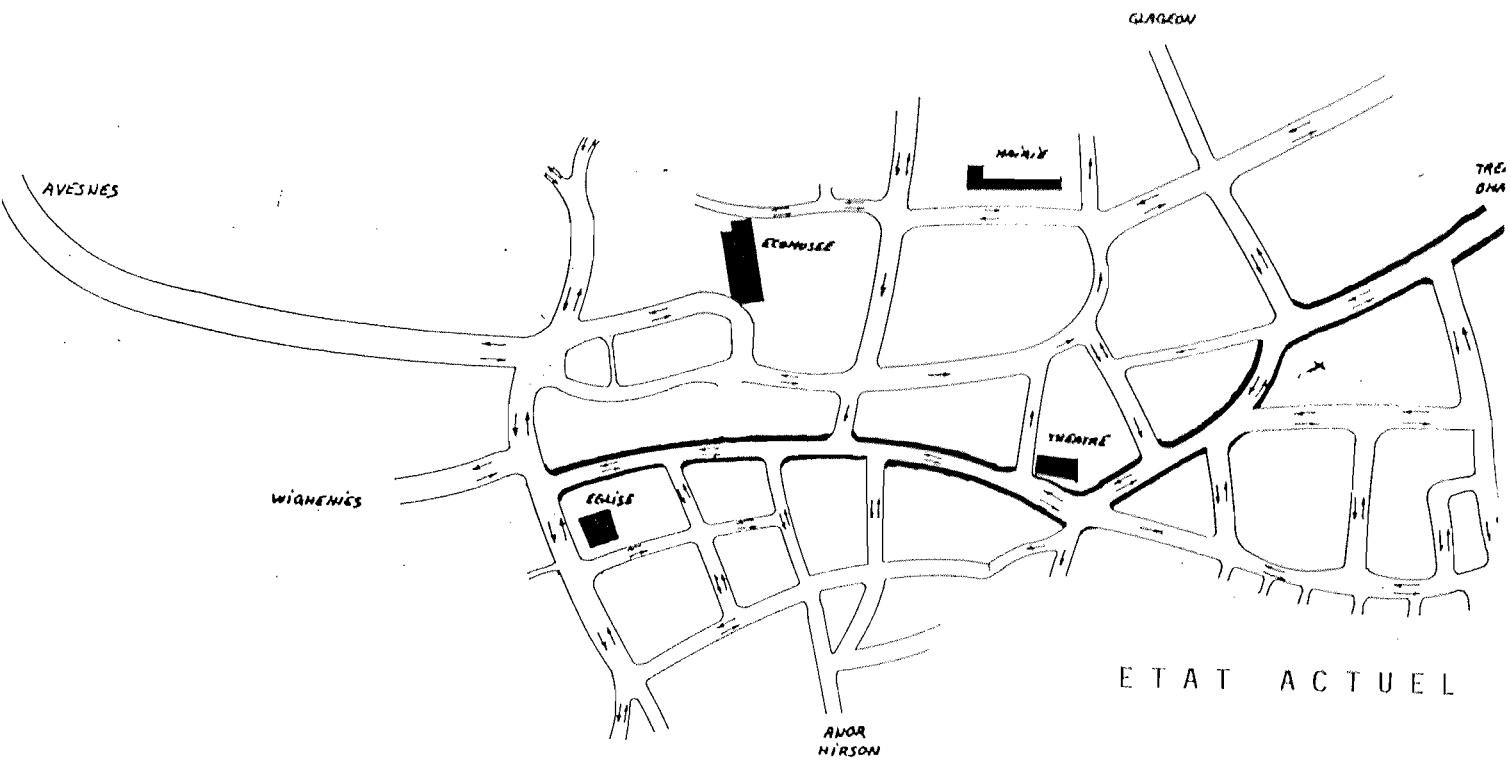 GLAGEON
MAIRIE
AVESNES
ECOMUSEE
THEATRE
WIGNEHIES
EGLISE
ETAT ACTUEL
ANOR
HIRSON